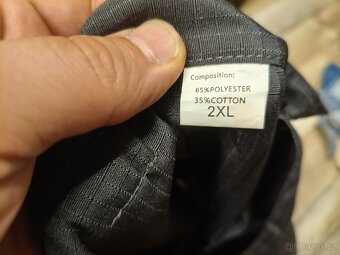 Composition:
65%POLYESTER
35%COTTON
2XL